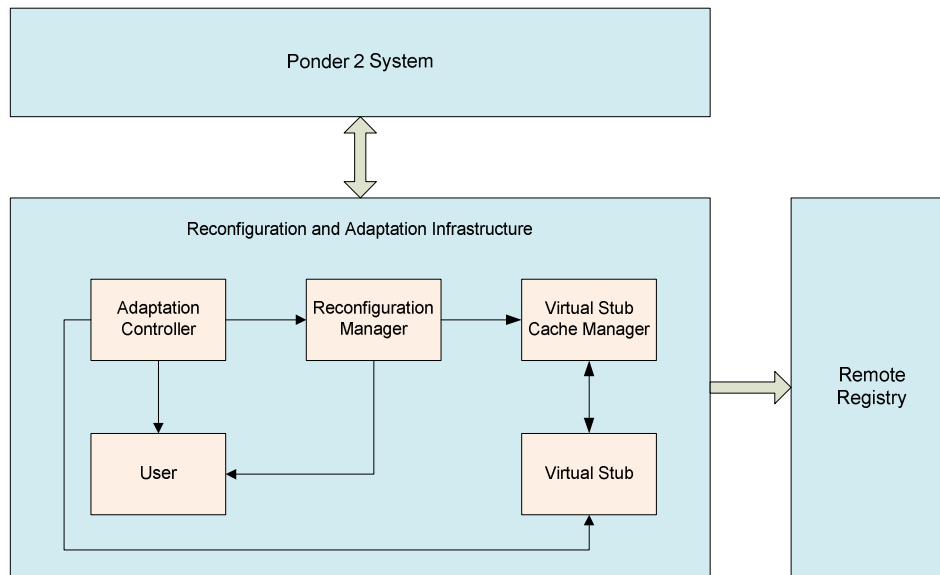 Ponder 2 System
Reconfiguration and Adaptation Infrastructure
Adaptation
Controller
Reconfiguration
Manager
Virtual Stub
Cache Manager
Remote
Registry
User
Virtual Stub